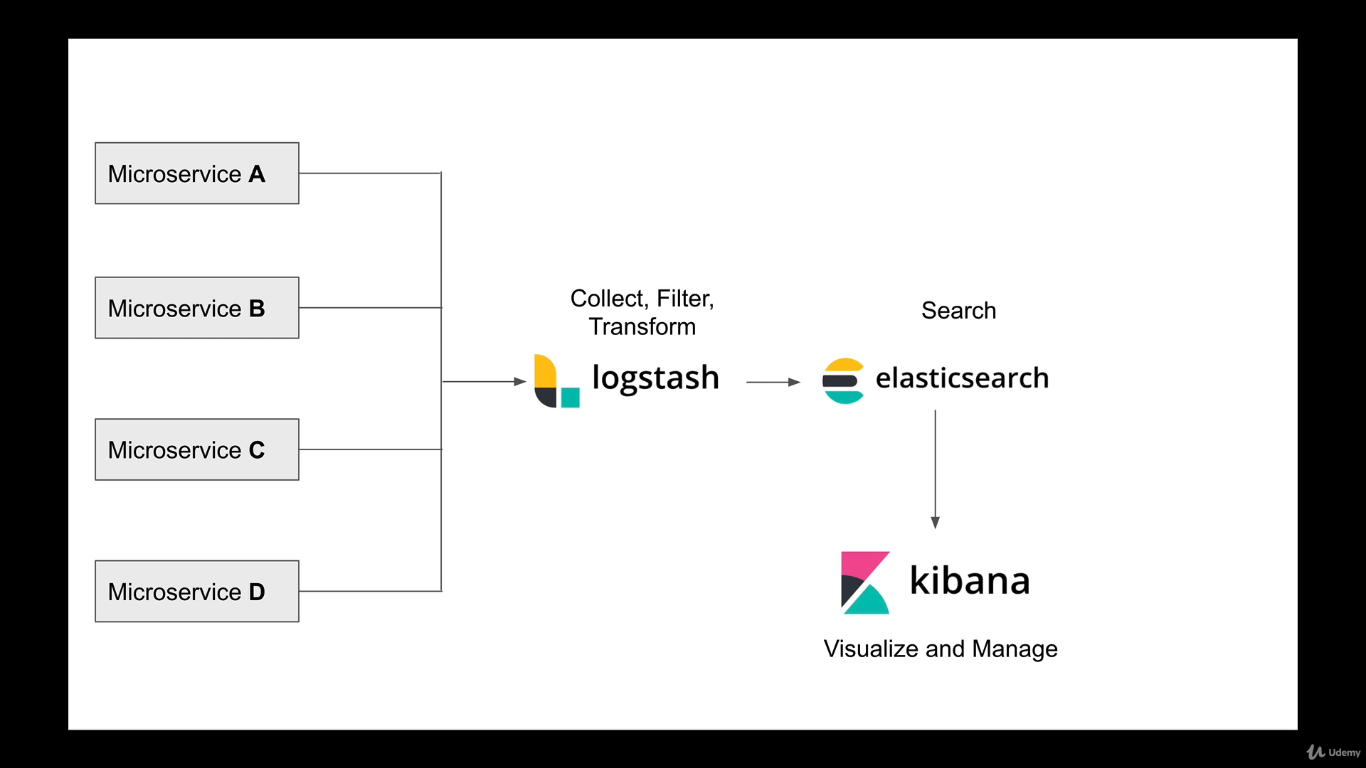 Microservice A
Microservice B
Microservice C
Microservice D
Collect, Filter,
Transform
logstash
Search
elasticsearch
kibana
Visualize and Manage
Udemy